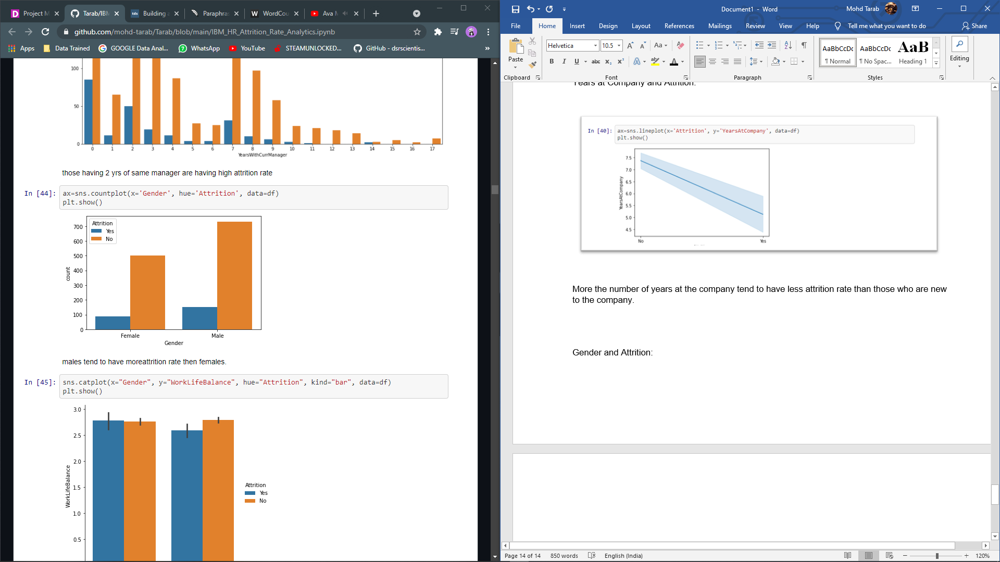 Project M
Tarab/IBM
Building a
Paraphras
WordCou
Ava M
github.com/mohd-tarab/Tarab/blob/main/IBM_HR_Attrition_Rate_Analytics.ipynb
Apps
Data Trained
GOOGLE Data Anal...
WhatsApp
YouTube
STEAMUNLOCKED...
GitHub - dsrscientis...
»
100
50
0
0 1 2 3 4 5 6 7 8 9 10 11 12 13 14 15 16 17
YearsWithCurrManager
those having 2 yrs of same manager are having high attrition rate
In [44]: ax=sns.countplot(x='Gender', hue='Attrition', data=df)
plt.show()
Attrition
Yes
No
700
600
500
400
300
200
100
0
count
Female Male
Gender
males tend to have moreattrition rate then females.
In [45]: sns.catplot(x="Gender", y="WorkLifeBalance", hue="Attrition", kind="bar", data=df)
plt.show()
3.0
2.5
2.0
1.5
1.0
0.5
WorkLifeBalance
Attrition
Yes
No
Document1 - Word
Mohd Tarab
File Home Insert Design Layout References Mailings Review View Help Tell me what you want to do Share
Paste
Helvetica 10.5
B I U abc x₂ x²
AaBbCcDc AaBbCcDc AaB
¶ Normal ¶ No Spac... Heading 1
Editing
Clipboard Font Paragraph Styles
Years at Company and Attrition:
In [40]: ax=sns.lineplot(x='Attrition', y='YearsAtCompany', data=df)
plt.show()
7.5
7.0
6.5
6.0
5.5
5.0
4.5
YearsAtCompany
No Yes
More the number of years at the company tend to have less attrition rate than those who are new
to the company.
Gender and Attrition:
Page 14 of 14 850 words English (India) 120%